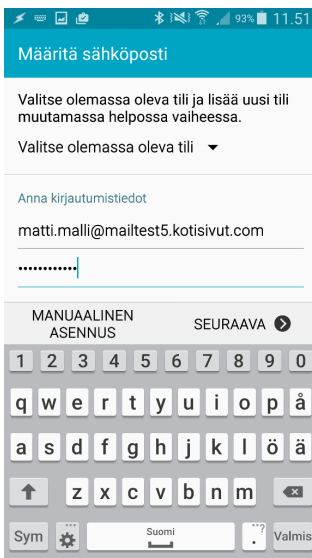 93% 11.51
Määritä sähköposti
Valitse olemassa oleva tili ja lisää uusi tili
muutamassa helpossa vaiheessa.
Valitse olemassa oleva tili
Anna kirjautumistiedot
matti.malli@mailtest5.kotisivut.com
••••••••••••
MANUAALINEN
ASENNUS
SEURAAVA
1 2 3 4 5 6 7 8 9 0
q w e r t y u i o p å
a s d f g h j k l ö ä
z x c v b n m
Sym Suomi . ...? Valmis